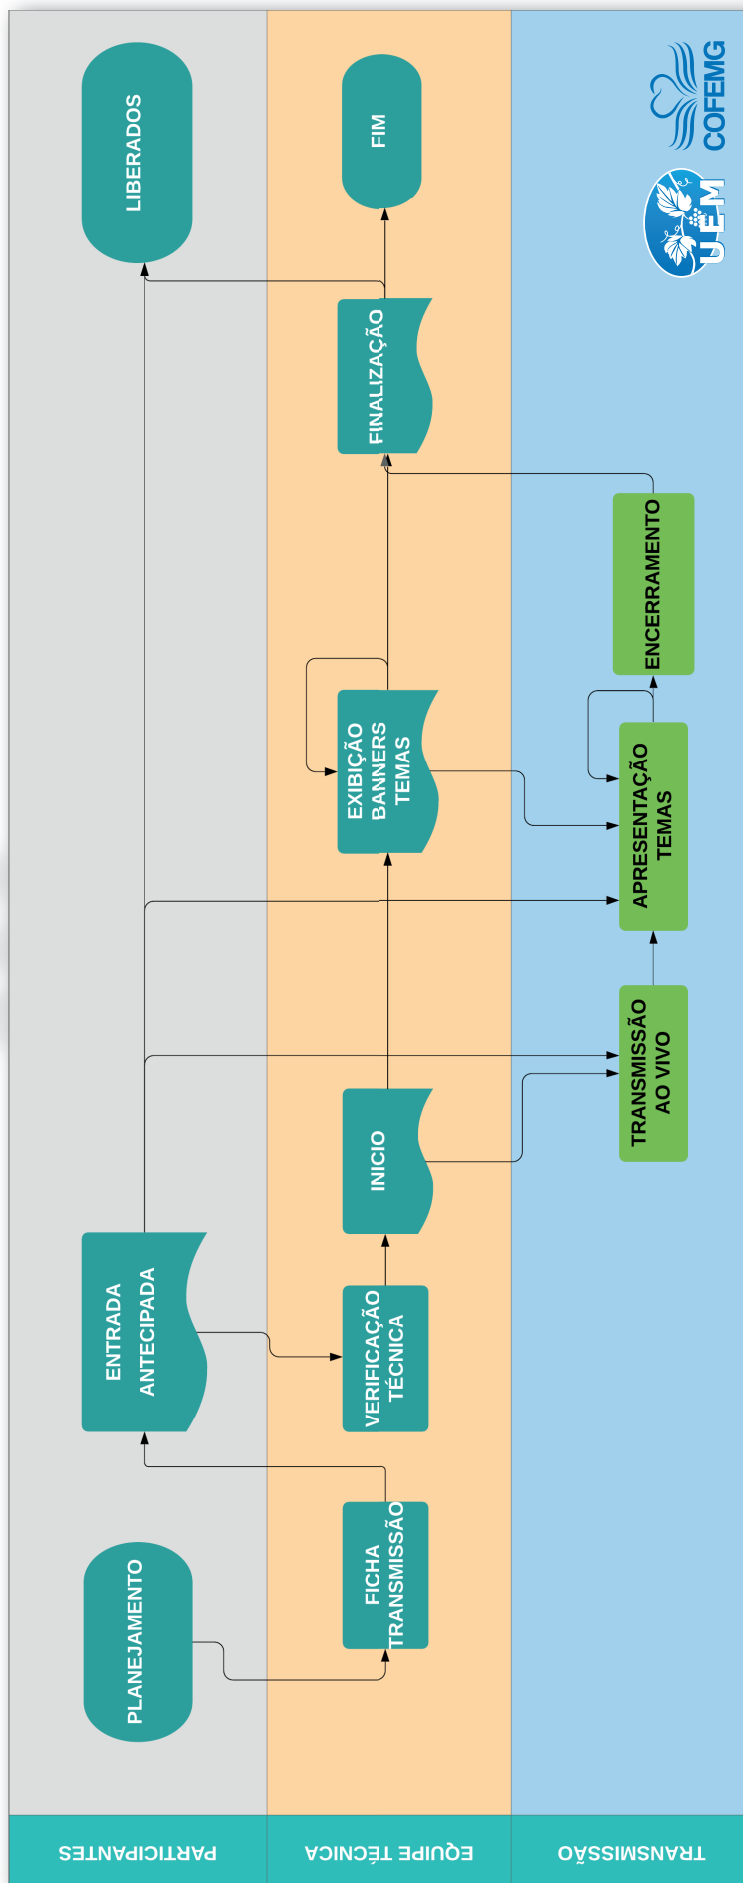 PARTICIPANTES
PLANEJAMENTO
ENTRADA
ANTECIPADA
LIBERADOS
EQUIPE TÉCNICA
FICHA
TRANSMISSÃO
VERIFICAÇÃO
TÉCNICA
INICIO
EXIBIÇÃO
BANNERS
TEMAS
FINALIZAÇÃO
FIM
TRANSMISSÃO
TRANSMISSÃO
AO VIVO
APRESENTAÇÃO
TEMAS
ENCERRAMENTO
UEM
COFEMG